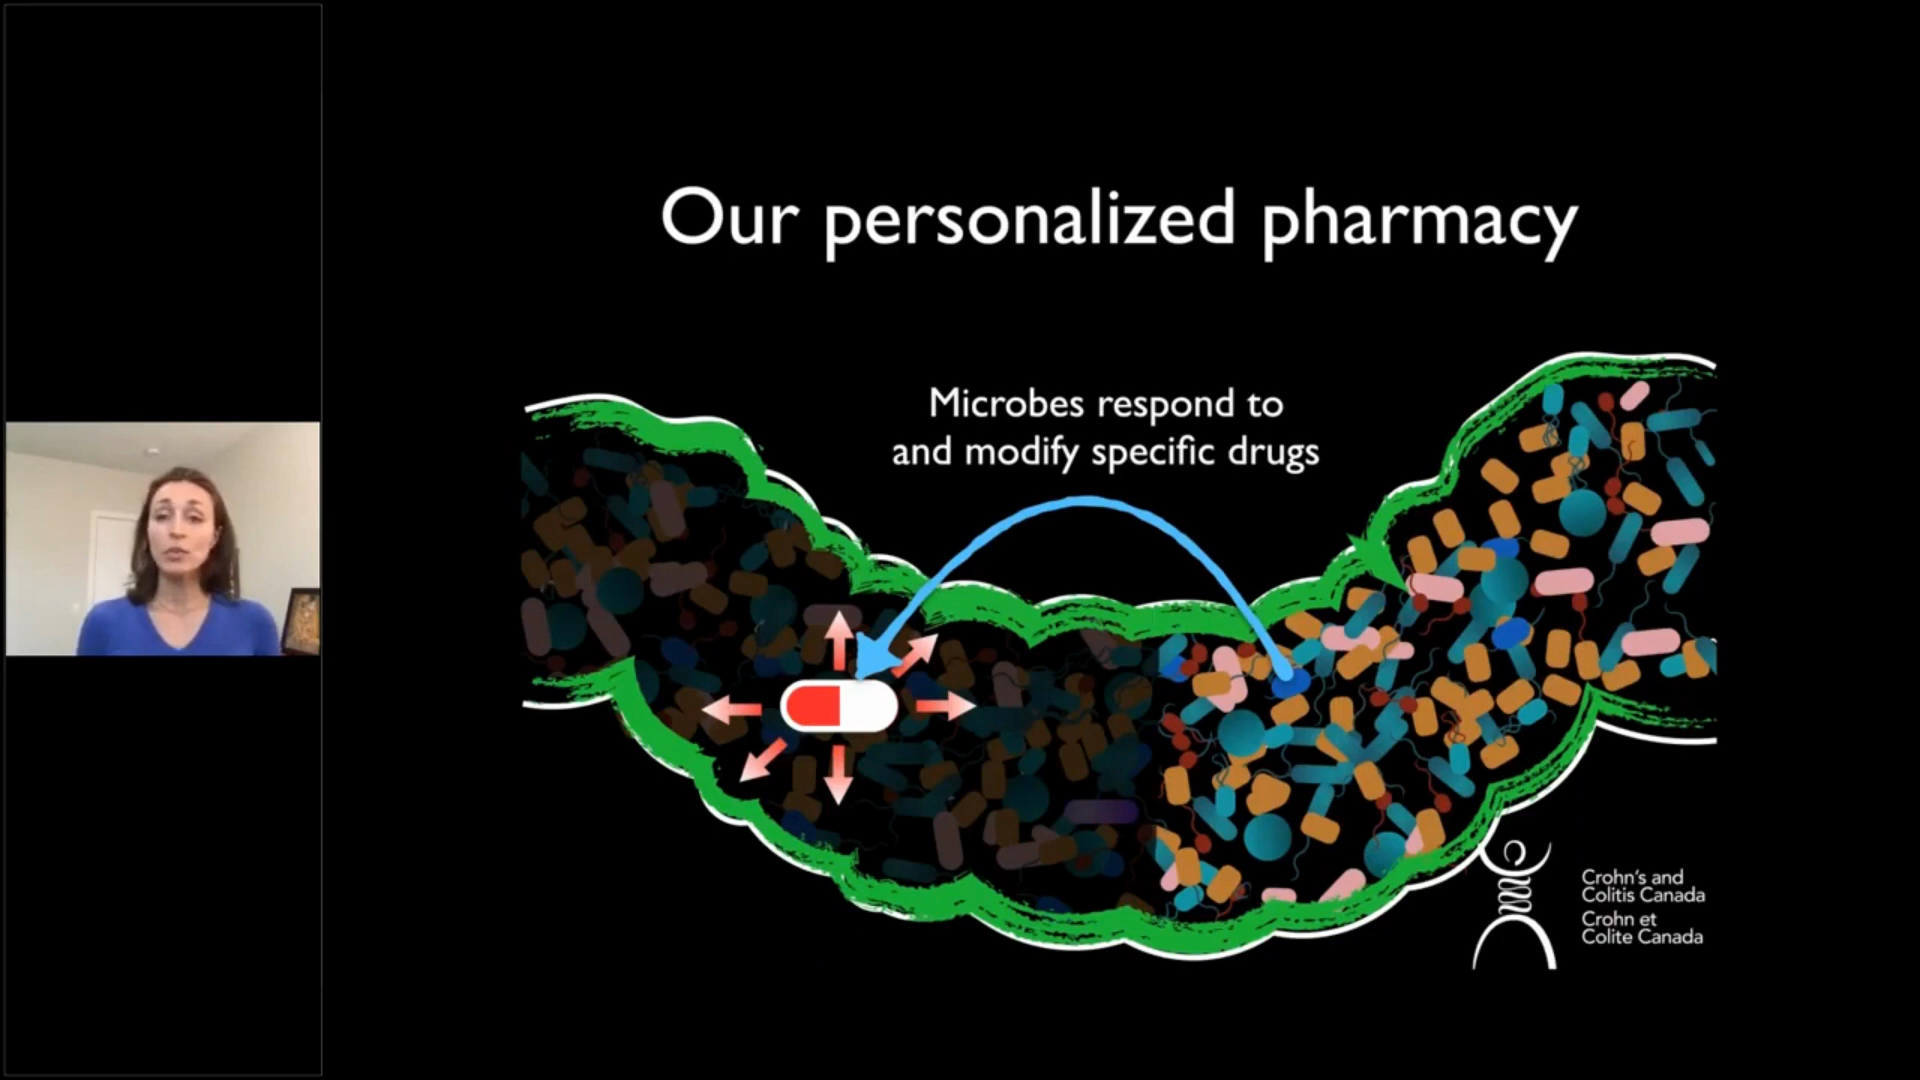 Our personalized pharmacy
Microbes respond to
and modify specific drugs
Crohn's and
Colitis Canada
Crohn et
Colite Canada